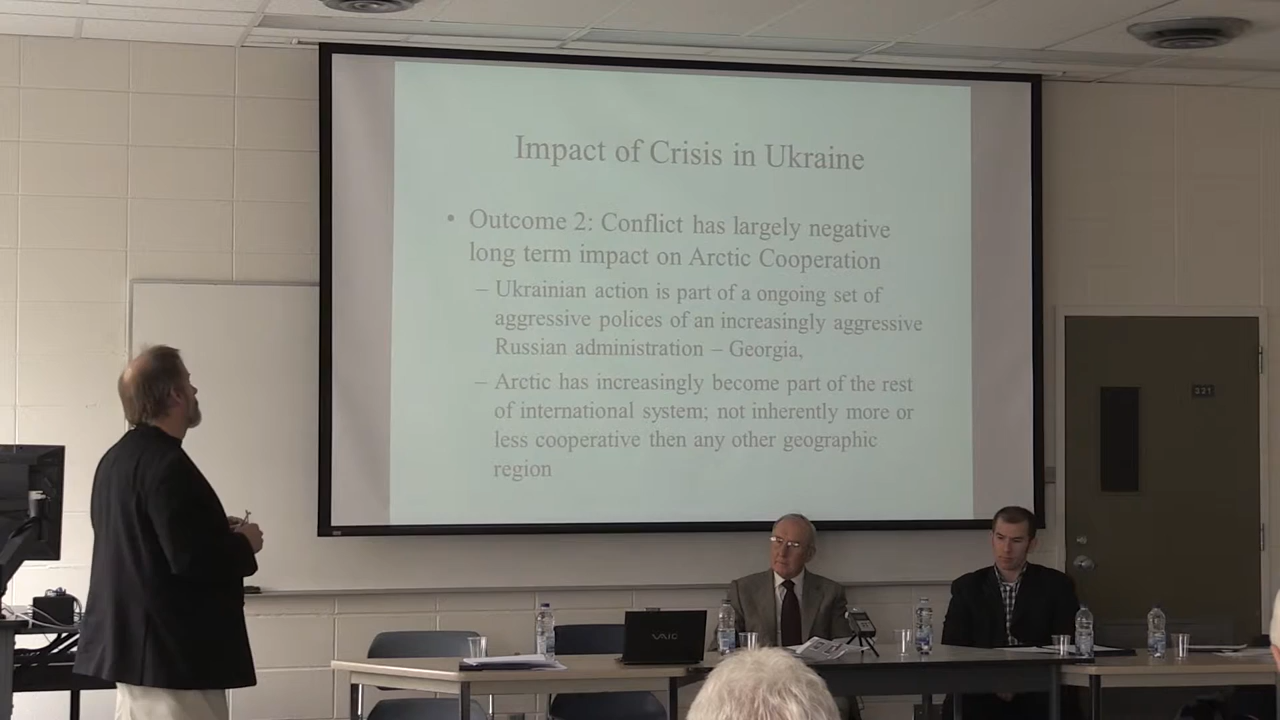 Impact of Crisis in Ukraine
• Outcome 2: Conflict has largely negative
long term impact on Arctic Cooperation
– Ukrainian action is part of a ongoing set of
aggressive polices of an increasingly aggressive
Russian administration – Georgia,
– Arctic has increasingly become part of the rest
of international system; not inherently more or
less cooperative then any other geographic
region
331
VAIO